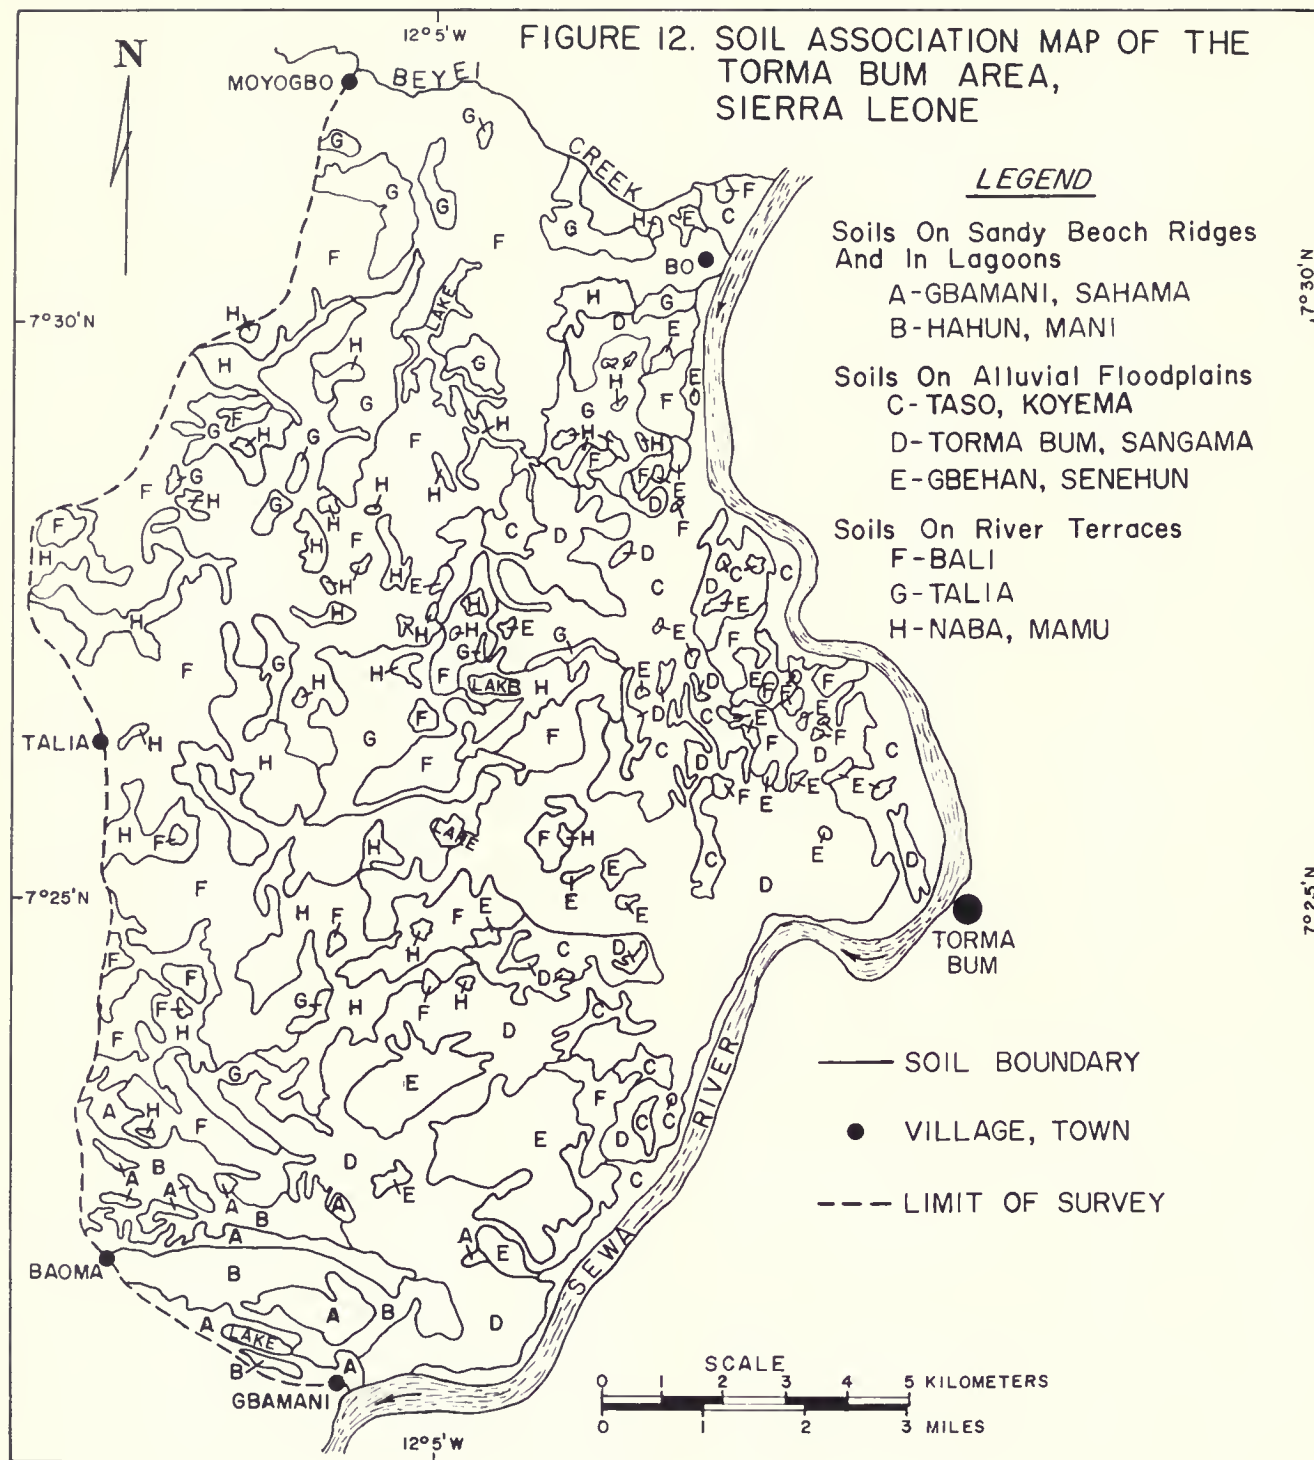 FIGURE 12. SOIL ASSOCIATION MAP OF THE
TORMA BUM AREA,
SIERRA LEONE
12°5'W
N
MOYOGBO
BEYEI
CREEK
LEGEND
Soils On Sandy Beach Ridges
And In Lagoons
A-GBAMANI, SAHAMA
B-HAHUN, MANI
Soils On Alluvial Floodplains
C-TASO, KOYEMA
D-TORMA BUM, SANGAMA
E-GBEHAN, SENEHUN
Soils On River Terraces
F-BALI
G-TALIA
H-NABA, MAMU
7°30'N
7°30'N
BO
LAKE
LAKE
TALIA
LAKE
7°25'N
7°25'N
TORMA
BUM
SOIL BOUNDARY
VILLAGE, TOWN
LIMIT OF SURVEY
SEWA RIVER
BAOMA
LAKE
GBAMANI
SCALE
0 1 2 3 4 5 KILOMETERS
0 1 2 3 MILES
12°5'W